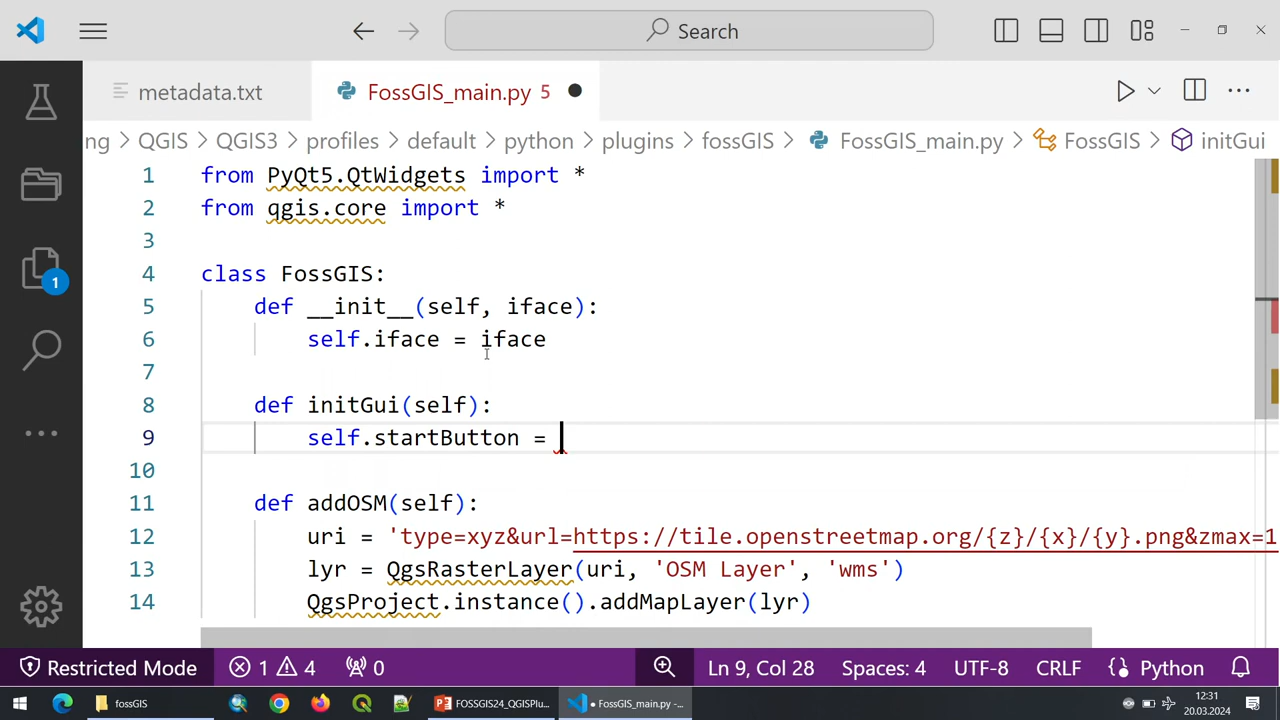 Search
metadata.txt
FossGIS_main.py 5
ng > QGIS > QGIS3 > profiles > default > python > plugins > fossGIS > FossGIS_main.py > FossGIS > initGui
1 from PyQt5.QtWidgets import *
2 from qgis.core import *
3
4 class FossGIS:
5 def __init__(self, iface):
6 self.iface = iface
7
8 def initGui(self):
9 self.startButton =
10
11 def addOSM(self):
12 uri = 'type=xyz&url=https://tile.openstreetmap.org/{z}/{x}/{y}.png&zmax=1
13 lyr = QgsRasterLayer(uri, 'OSM Layer', 'wms')
14 QgsProject.instance().addMapLayer(lyr)
1
Restricted Mode 1 4 0 Ln 9, Col 28 Spaces: 4 UTF-8 CRLF Python
fossGIS FOSSGIS24_QGISPlu... • FossGIS_main.py -... 12:31
20.03.2024